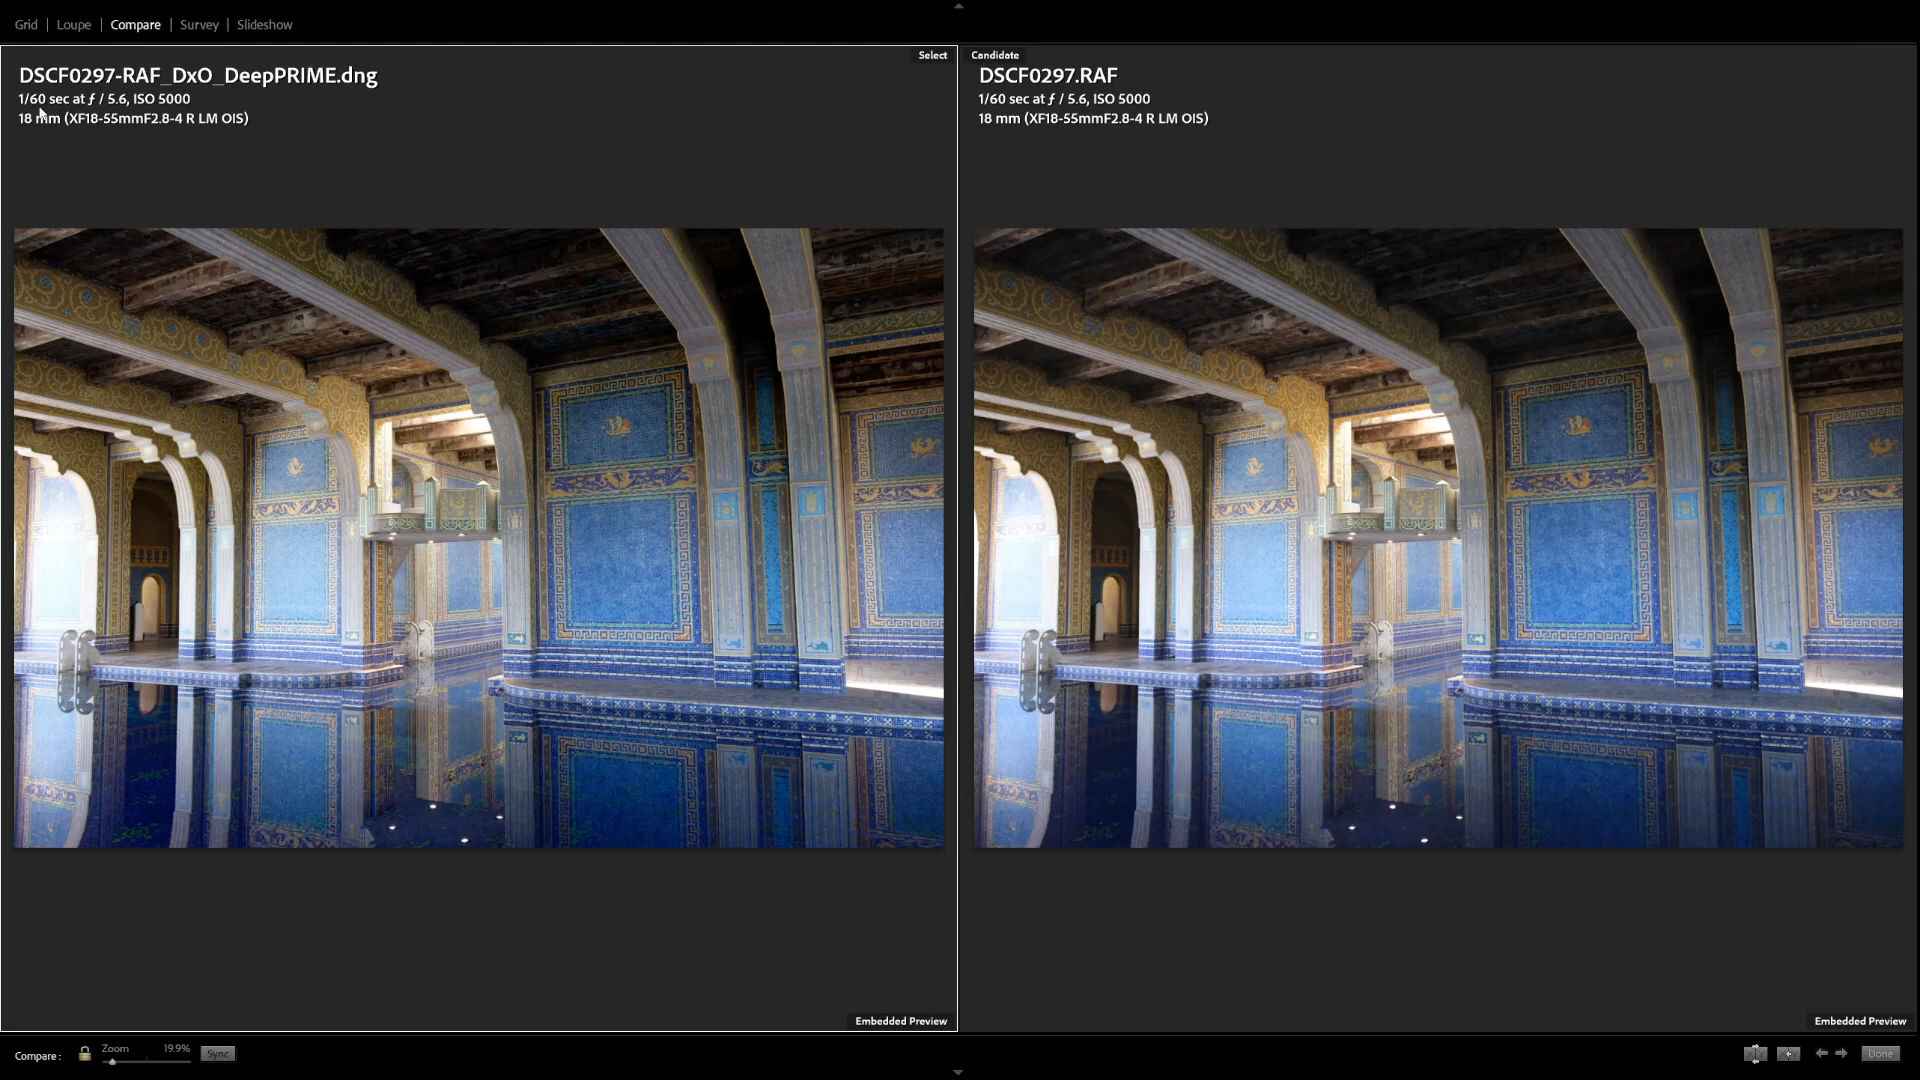 Grid | Loupe | Compare | Survey | Slideshow
Select
DSCF0297-RAF_DxO_DeepPRIME.dng
1/60 sec at ƒ / 5.6, ISO 5000
18 mm (XF18-55mmF2.8-4 R LM OIS)
Candidate
DSCF0297.RAF
1/60 sec at ƒ / 5.6, ISO 5000
18 mm (XF18-55mmF2.8-4 R LM OIS)
Embedded Preview
Embedded Preview
Compare : Zoom 19.9% Sync
Done